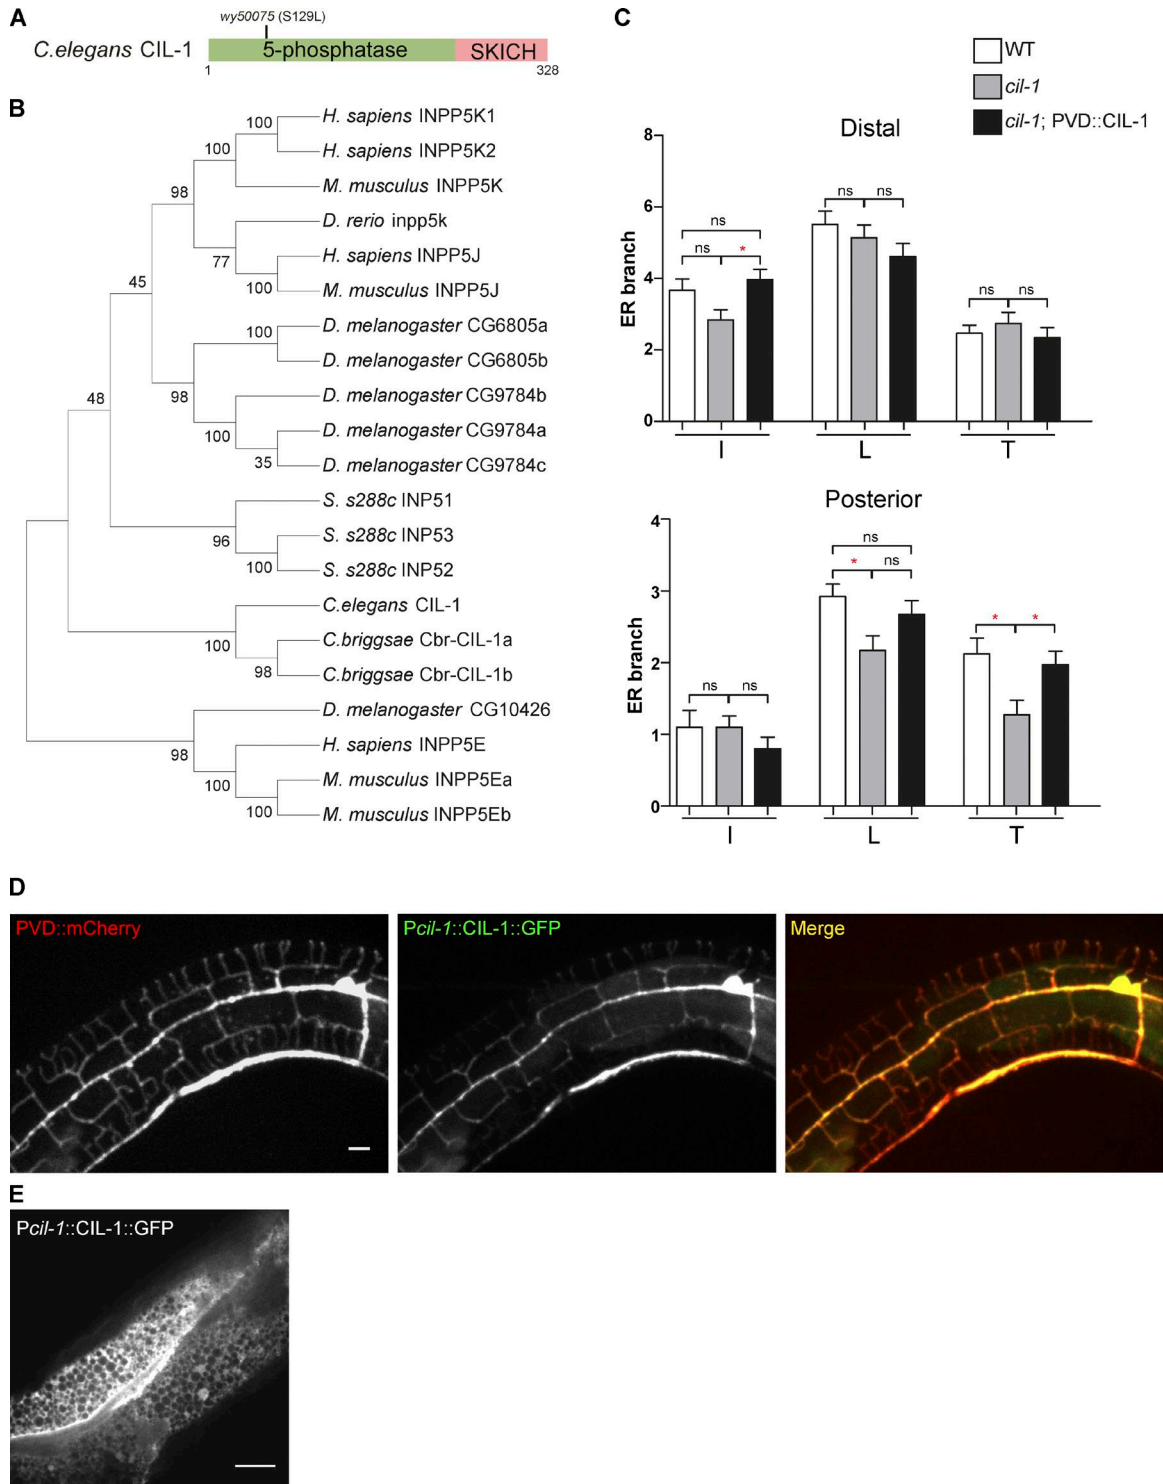 A
wy50075 (S129L)
C.elegans CIL-1
5-phosphatase
SKICH
1
328
B
100
H. sapiens INPP5K1
100
H. sapiens INPP5K2
98
M. musculus INPP5K
D. rerio inpp5k
77
H. sapiens INPP5J
45
100
M. musculus INPP5J
100
D. melanogaster CG6805a
D. melanogaster CG6805b
48
98
D. melanogaster CG9784b
100
D. melanogaster CG9784a
35
D. melanogaster CG9784c
S. s288c INP51
96
S. s288c INP53
100
S. s288c INP52
C.elegans CIL-1
100
C.briggsae Cbr-CIL-1a
98
C.briggsae Cbr-CIL-1b
D. melanogaster CG10426
98
H. sapiens INPP5E
100
M. musculus INPP5Ea
100
M. musculus INPP5Eb
C
WT
cil-1
cil-1; PVD::CIL-1
Distal
ER branch
8
6
4
2
0
ns
ns *
ns ns
ns ns
I L T
Posterior
ER branch
4
3
2
1
0
ns ns
ns
* ns
* *
I L T
D
PVD::mCherry
Pcil-1::CIL-1::GFP
Merge
E
Pcil-1::CIL-1::GFP